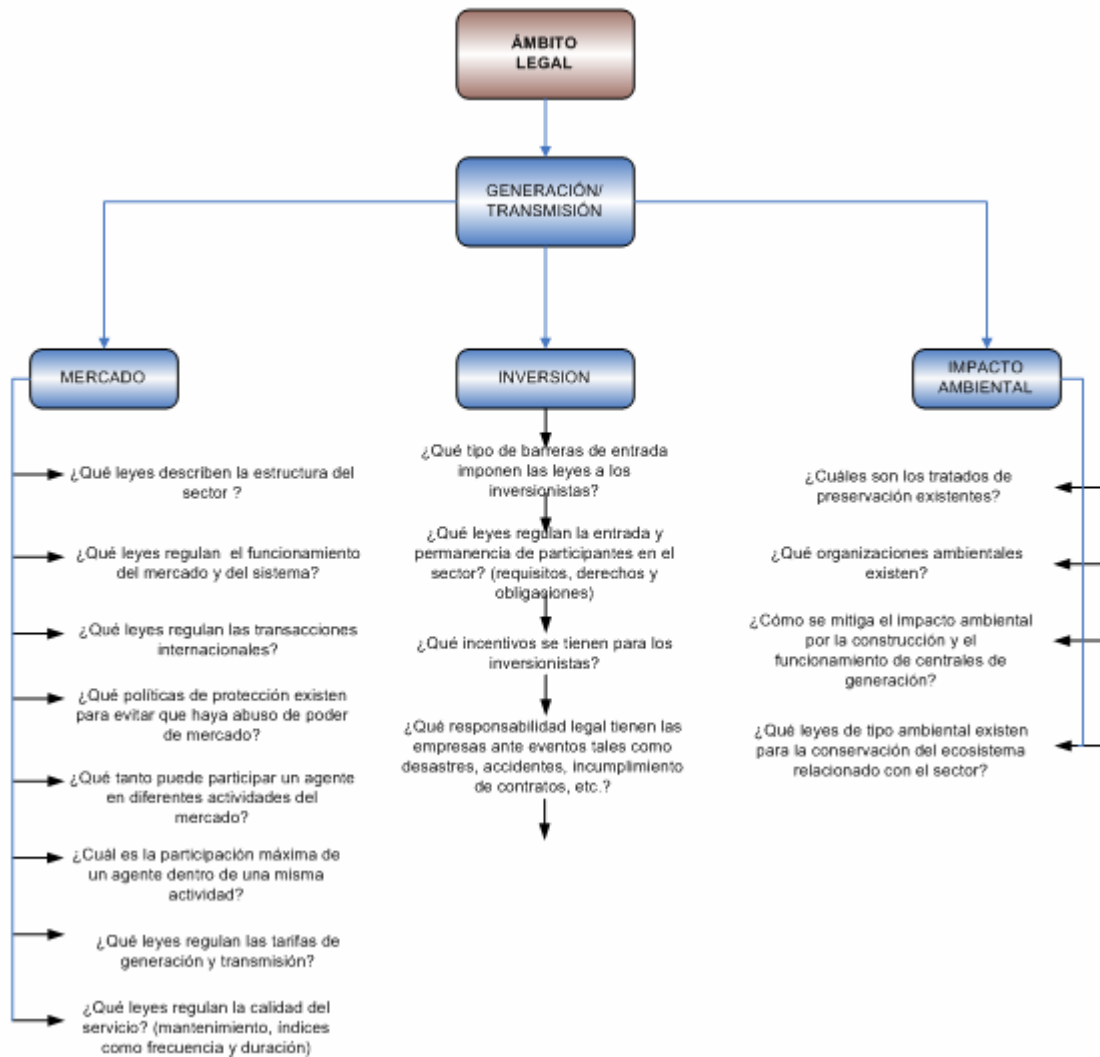 ÁMBITO
LEGAL
GENERACIÓN/
TRANSMISIÓN
MERCADO
¿Qué leyes describen la estructura del
sector ?
¿Qué leyes regulan el funcionamiento
del mercado y del sistema?
¿Qué leyes regulan las transacciones
internacionales?
¿Qué políticas de protección existen
para evitar que haya abuso de poder
de mercado?
¿Qué tanto puede participar un agente
en diferentes actividades del
mercado?
¿Cuál es la participación máxima de
un agente dentro de una misma
actividad?
¿Qué leyes regulan las tarifas de
generación y transmisión?
¿Qué leyes regulan la calidad del
servicio? (mantenimiento, índices
como frecuencia y duración)
INVERSION
¿Qué tipo de barreras de entrada
imponen las leyes a los
inversionistas?
¿Qué leyes regulan la entrada y
permanencia de participantes en el
sector? (requisitos, derechos y
obligaciones)
¿Qué incentivos se tienen para los
inversionistas?
¿Qué responsabilidad legal tienen las
empresas ante eventos tales como
desastres, accidentes, incumplimiento
de contratos, etc.?
IMPACTO
AMBIENTAL
¿Cuáles son los tratados de
preservación existentes?
¿Qué organizaciones ambientales
existen?
¿Cómo se mitiga el impacto ambiental
por la construcción y el
funcionamiento de centrales de
generación?
¿Qué leyes de tipo ambiental existen
para la conservación del ecosistema
relacionado con el sector?